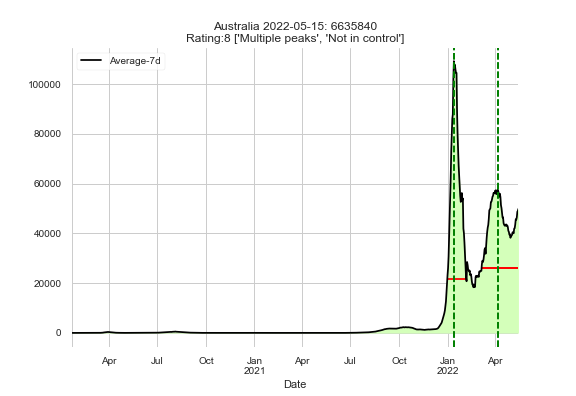 Australia 2022-05-15: 6635840
Rating:8 ['Multiple peaks', 'Not in control']
Average-7d
100000
80000
60000
40000
20000
0
Apr Jul Oct Jan Apr Jul Oct Jan Apr
2021 2022
Date